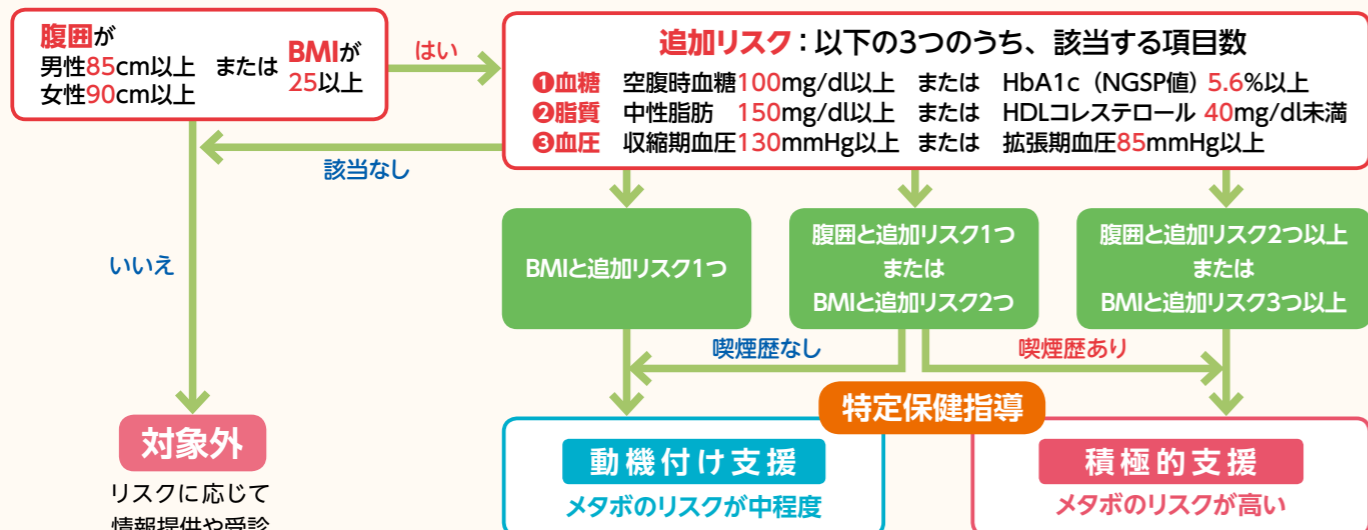 腹囲が
男性85cm以上 または BMIが
女性90cm以上 25以上
はい
追加リスク：以下の3つのうち、該当する項目数
❶血糖 空腹時血糖100mg/dl以上 または HbA1c（NGSP値）5.6%以上
❷脂質 中性脂肪 150mg/dl以上 または HDLコレステロール 40mg/dl未満
❸血圧 収縮期血圧130mmHg以上 または 拡張期血圧85mmHg以上
該当なし
いいえ
BMIと追加リスク1つ
腹囲と追加リスク1つ
または
BMIと追加リスク2つ
腹囲と追加リスク2つ以上
または
BMIと追加リスク3つ以上
喫煙歴なし
喫煙歴あり
特定保健指導
対象外
リスクに応じて
情報提供や受診
動機付け支援
メタボのリスクが中程度
積極的支援
メタボのリスクが高い